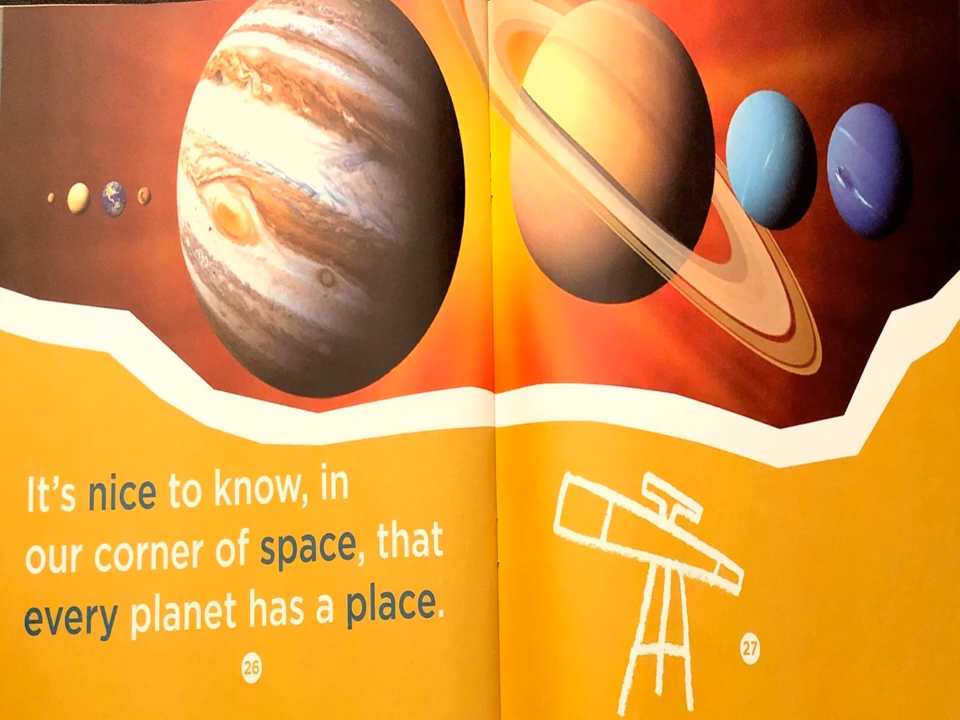 It's nice to know, in
our corner of space, that
every planet has a place.
26
27